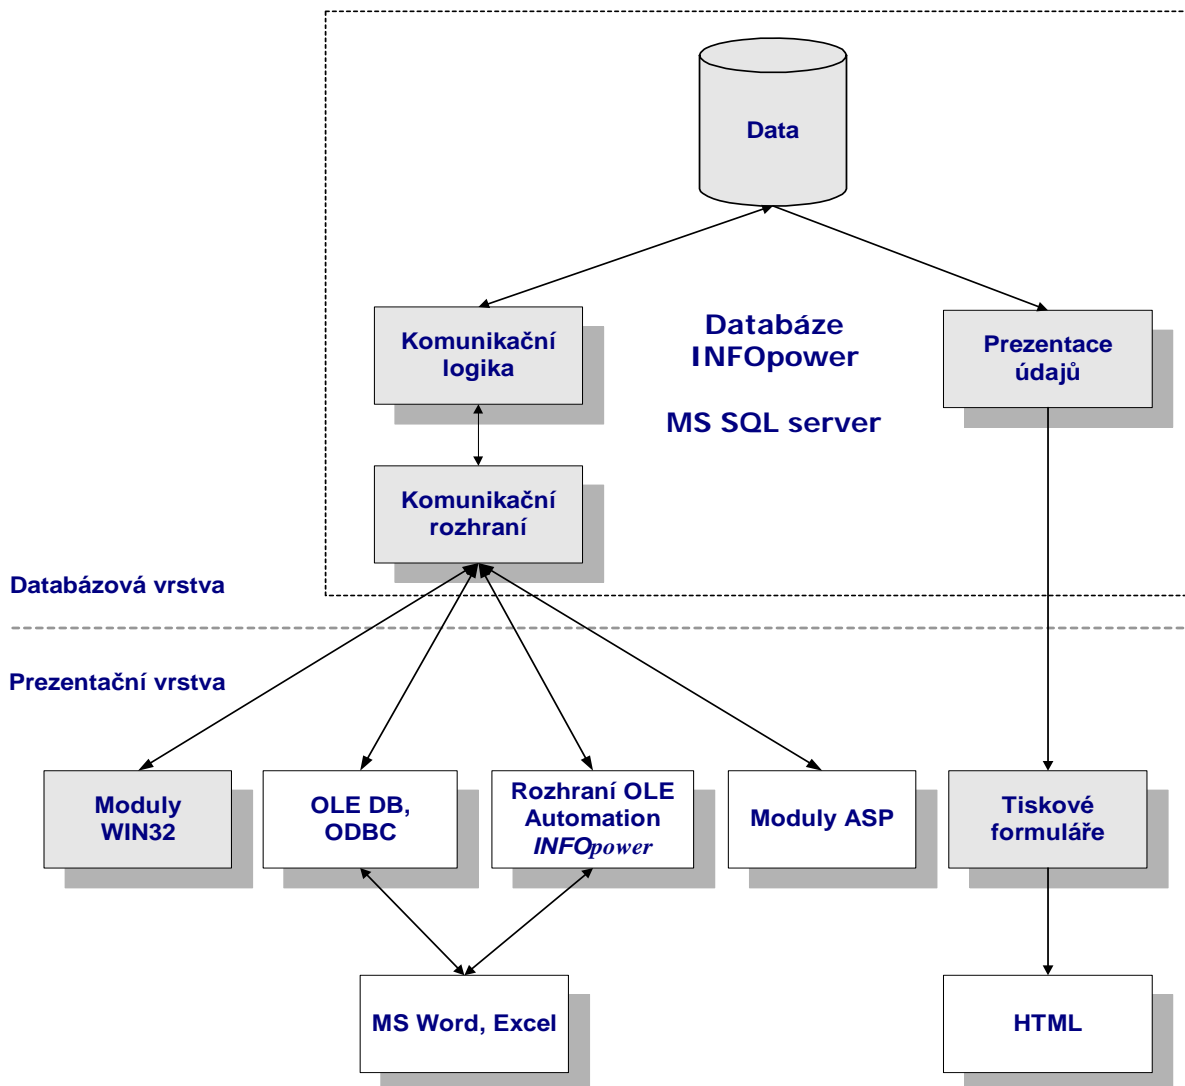 Data
Komunikační
logika
Databáze
INFOpower
MS SQL server
Prezentace
údajů
Komunikační
rozhraní
Databázová vrstva
Prezentační vrstva
Moduly
WIN32
OLE DB,
ODBC
Rozhraní OLE
Automation
INFOpower
Moduly ASP
Tiskové
formuláře
MS Word, Excel
HTML